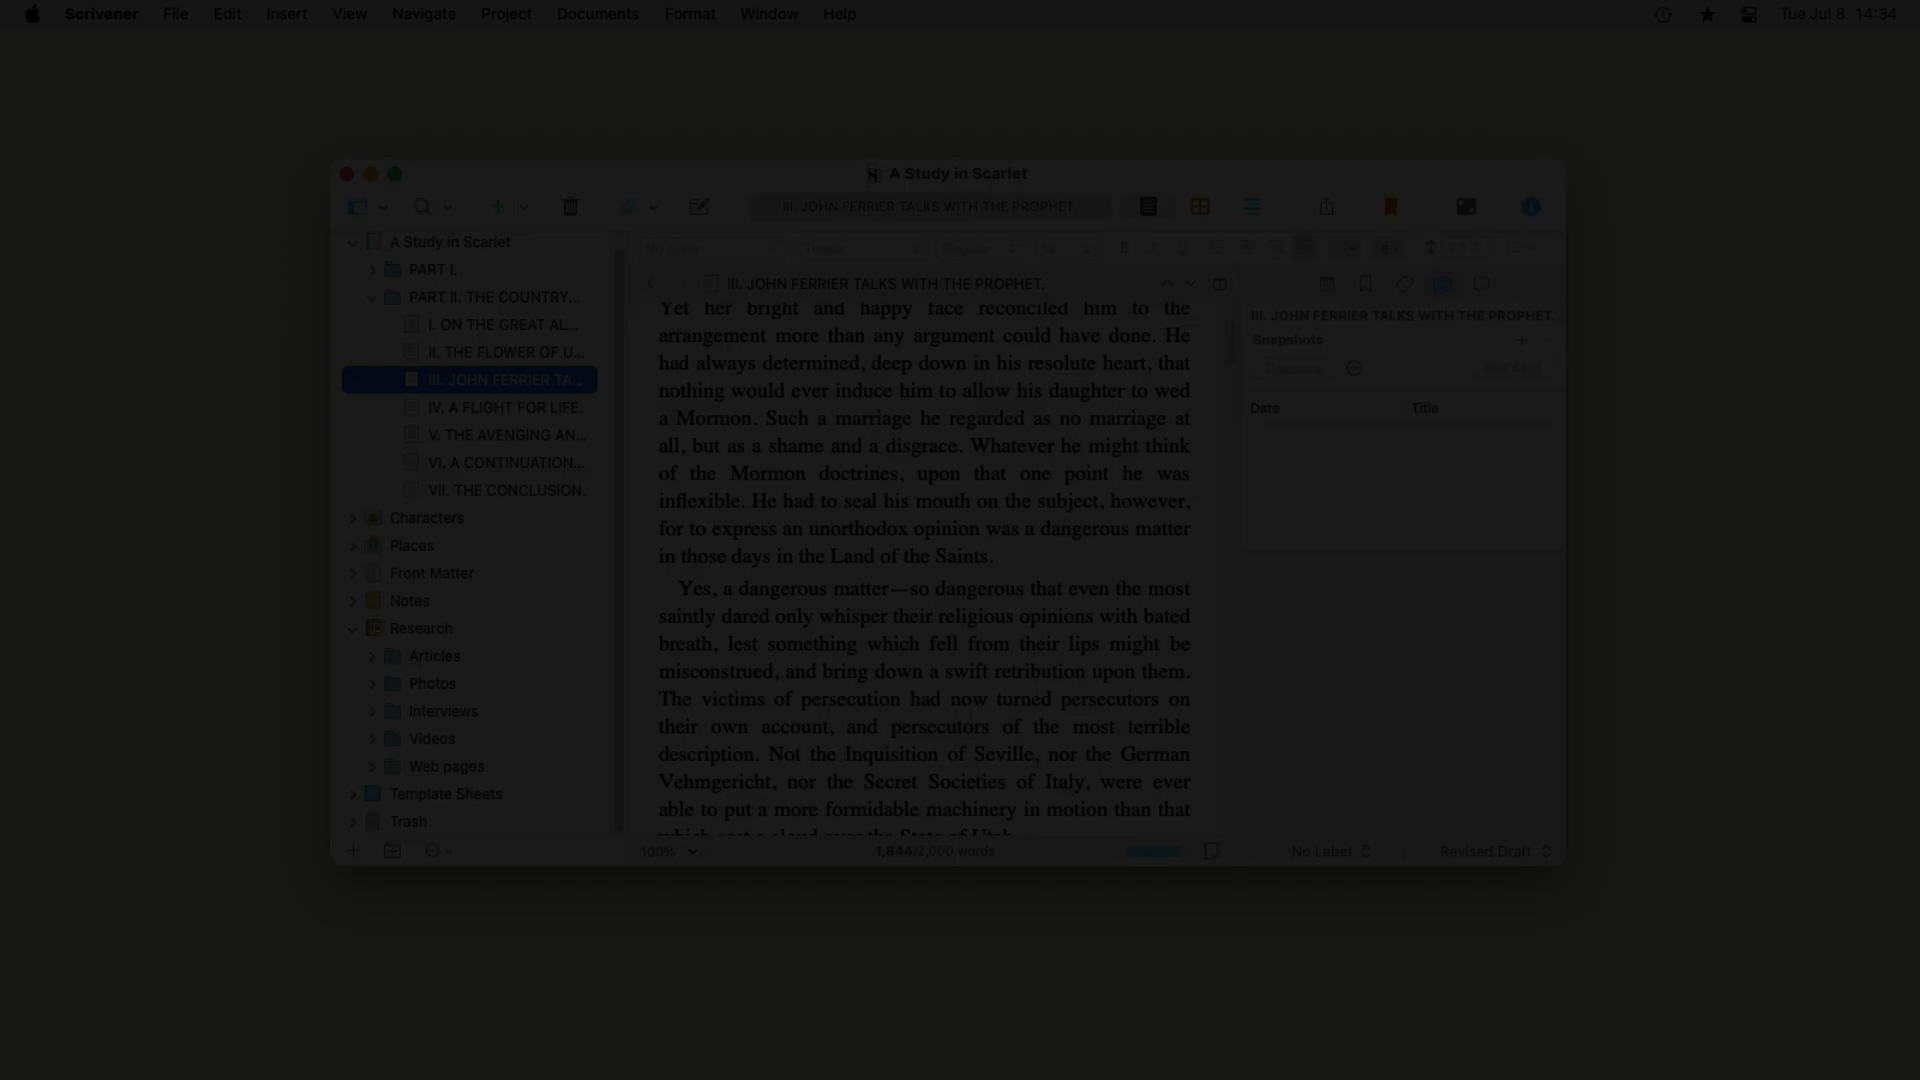 Scrivener File Edit Insert View Navigate Project Documents Format Window Help Tue Jul 8 14:34
A Study in Scarlet
III. JOHN FERRIER TALKS WITH THE PROPHET
A Study in Scarlet
PART I.
PART II. THE COUNTRY...
I. ON THE GREAT AL...
II. THE FLOWER OF U...
III. JOHN FERRIER TA...
IV. A FLIGHT FOR LIFE.
V. THE AVENGING AN...
VI. A CONTINUATION...
VII. THE CONCLUSION.
Characters
Places
Front Matter
Notes
Research
Articles
Photos
Interviews
Videos
Web pages
Template Sheets
Trash
Regular
III. JOHN FERRIER TALKS WITH THE PROPHET.
Yet her bright and happy face reconciled him to the
arrangement more than any argument could have done. He
had always determined, deep down in his resolute heart, that
nothing would ever induce him to allow his daughter to wed
a Mormon. Such a marriage he regarded as no marriage at
all, but as a shame and a disgrace. Whatever he might think
of the Mormon doctrines, upon that one point he was
inflexible. He had to seal his mouth on the subject, however,
for to express an unorthodox opinion was a dangerous matter
in those days in the Land of the Saints.
Yes, a dangerous matter—so dangerous that even the most
saintly dared only whisper their religious opinions with bated
breath, lest something which fell from their lips might be
misconstrued, and bring down a swift retribution upon them.
The victims of persecution had now turned persecutors on
their own account, and persecutors of the most terrible
description. Not the Inquisition of Seville, nor the German
Vehmgericht, nor the Secret Societies of Italy, were ever
able to put a more formidable machinery in motion than that
which cast a cloud over the State of Utah.
100%
1,844/2,000 words
III. JOHN FERRIER TALKS WITH THE PROPHET.
Snapshots
Compare Roll Back
Date Title
No Label Revised Draft